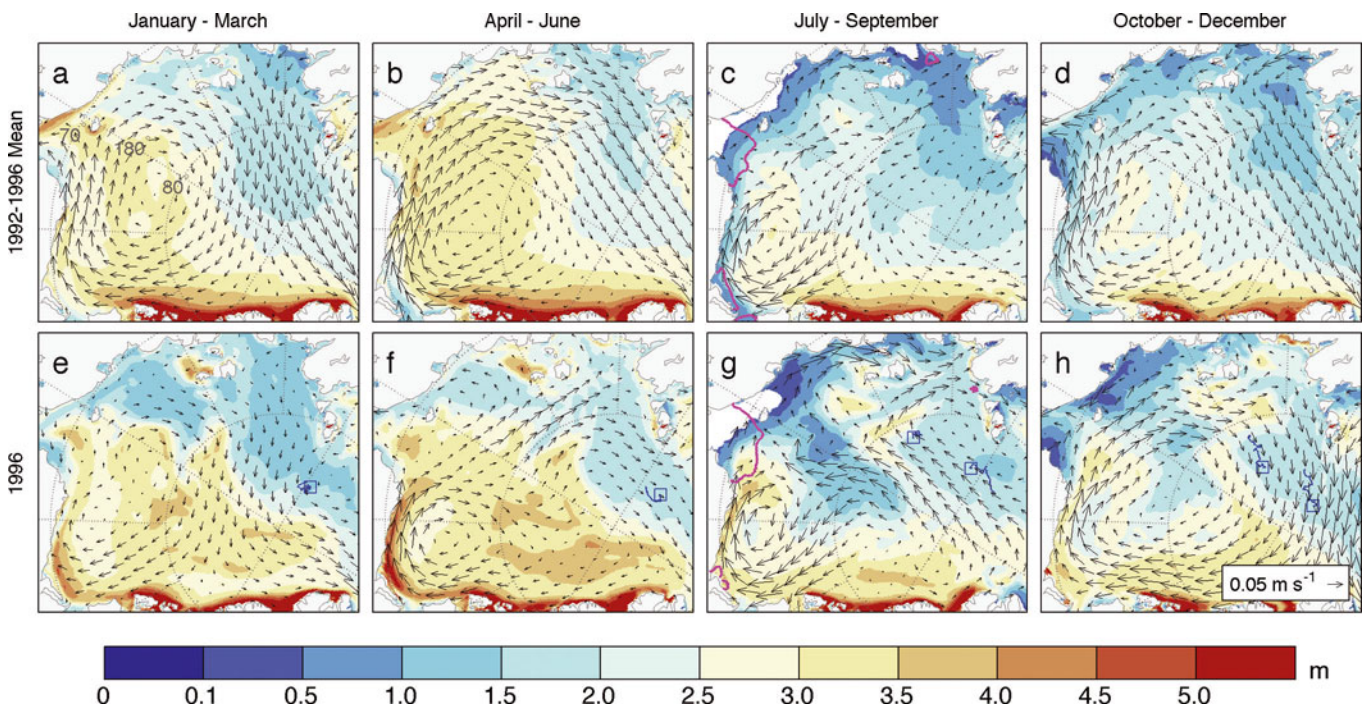 January - March April - June July - September October - December
1992-1996 Mean
a b c d
70 180 80
1996
e f g h
0.05 m s⁻¹
0 0.1 0.5 1.0 1.5 2.0 2.5 3.0 3.5 4.0 4.5 5.0 m